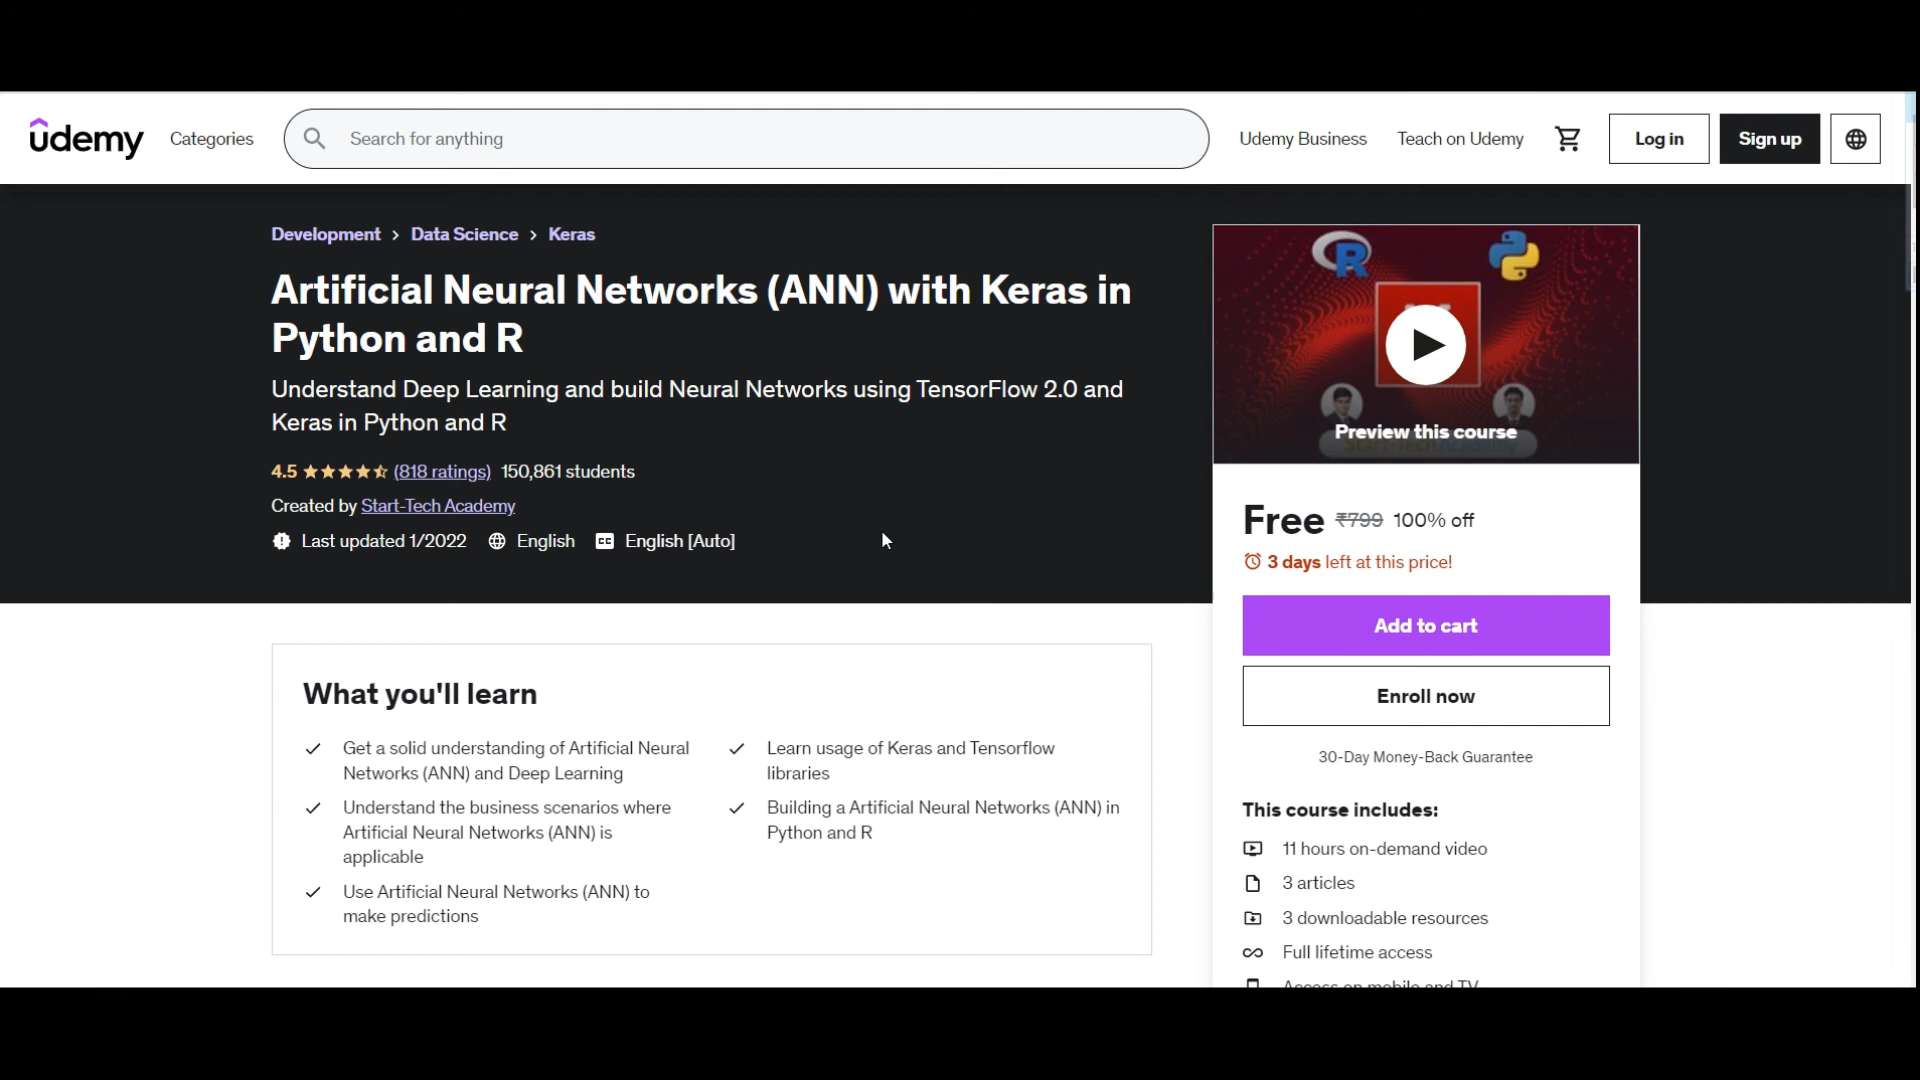 udemy
Categories
Search for anything
Udemy Business
Teach on Udemy
Log in
Sign up
Development > Data Science > Keras
Artificial Neural Networks (ANN) with Keras in
Python and R
Understand Deep Learning and build Neural Networks using TensorFlow 2.0 and
Keras in Python and R
4.5 (818 ratings) 150,861 students
Created by Start-Tech Academy
Last updated 1/2022 English CC English [Auto]
R
Preview this course
Free ₹799 100% off
3 days left at this price!
Add to cart
Enroll now
30-Day Money-Back Guarantee
This course includes:
11 hours on-demand video
3 articles
3 downloadable resources
Full lifetime access
Access on mobile and TV
What you'll learn
Get a solid understanding of Artificial Neural
Networks (ANN) and Deep Learning
Understand the business scenarios where
Artificial Neural Networks (ANN) is
applicable
Use Artificial Neural Networks (ANN) to
make predictions
Learn usage of Keras and Tensorflow
libraries
Building a Artificial Neural Networks (ANN) in
Python and R